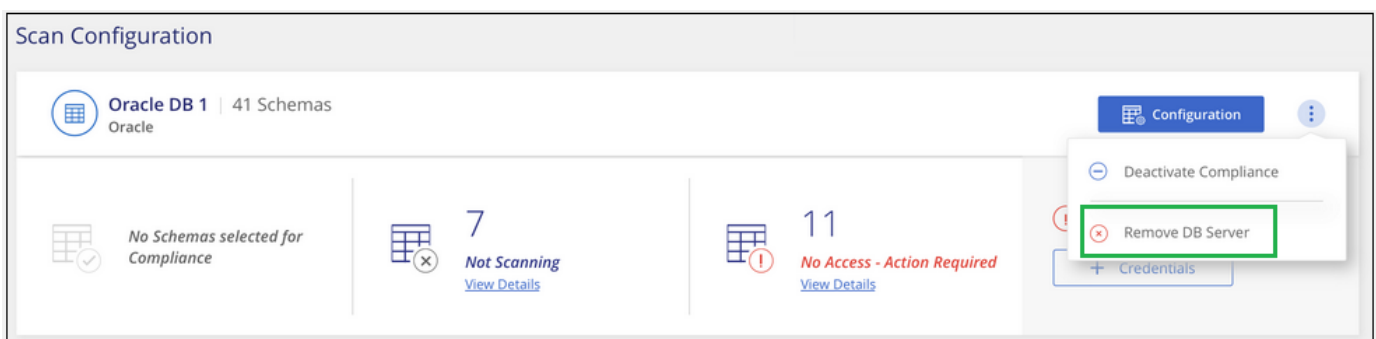 Scan Configuration
Oracle DB 1 | 41 Schemas
Oracle
Configuration
Deactivate Compliance
Remove DB Server
No Schemas selected for
Compliance
7
Not Scanning
View Details
11
No Access - Action Required
View Details
+ Credentials